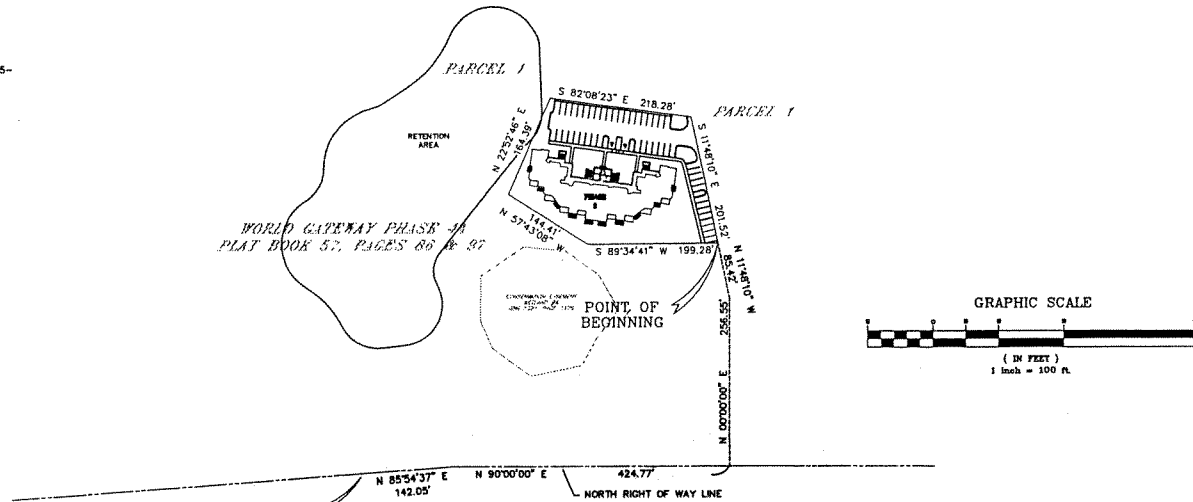 5-
PARCEL 1
S 82°08'23" E 218.28'
PARCEL 1
RETENTION
AREA
N 22°52'46" E
164.39'
S 11°48'10" E 201.52'
PHASE
WORLD GATEWAY PHASE
PLAT BOOK 57, PAGES 86 & 87
144.41'
N 57°43'08" W
S 89°34'41" W 199.28'
N 11°48'10" W
85.42'
POINT OF
BEGINNING
N 00°00'00" E 256.55'
GRAPHIC SCALE
( IN FEET )
1 inch = 100 ft.
N 85°54'37" E
142.05'
N 90°00'00" E 424.77'
NORTH RIGHT OF WAY LINE